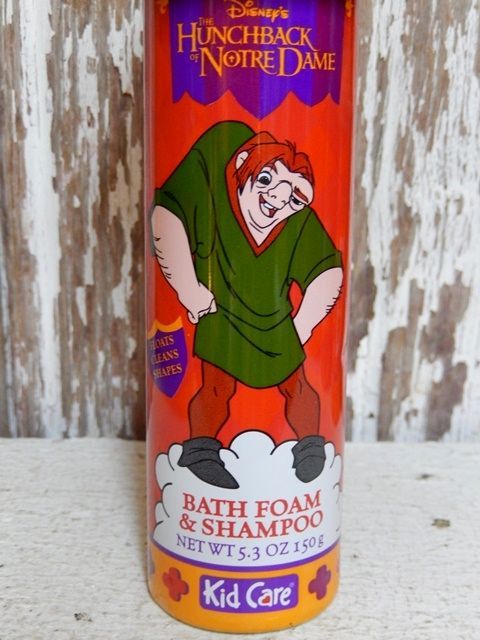 Disney's
THE
HUNCHBACK
OF NOTRE DAME
FLOATS
CLEANS
SHAPES
BATH FOAM
& SHAMPOO
NET WT 5.3 OZ 150 g
Kid Care